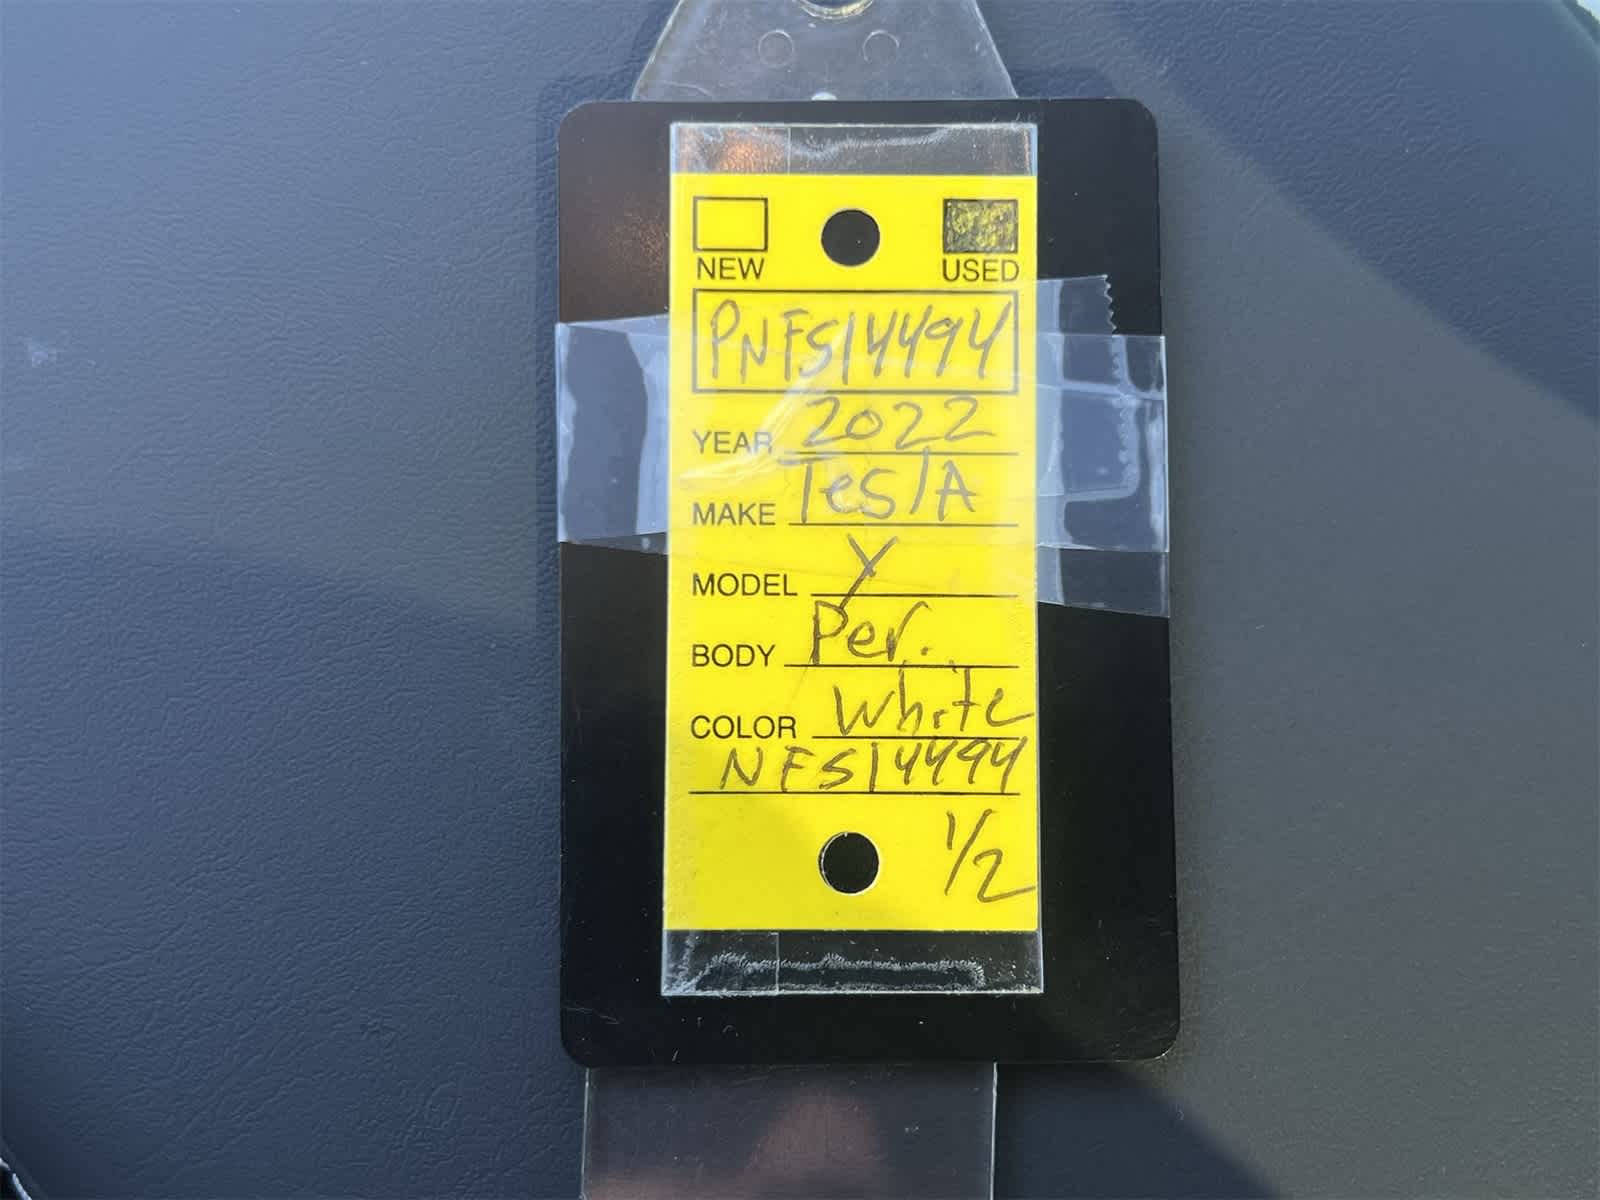 NEW USED
PNFS14494
YEAR 2022
MAKE TeslA
MODEL Y
BODY Per.
COLOR White
NFS14494
1/2